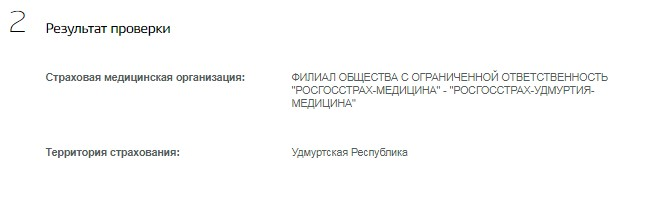 2 Результат проверки
Страховая медицинская организация: ФИЛИАЛ ОБЩЕСТВА С ОГРАНИЧЕННОЙ ОТВЕТСТВЕННОСТЬ
"РОСГОССТРАХ-МЕДИЦИНА" - "РОСГОССТРАХ-УДМУРТИЯ-
МЕДИЦИНА"
Территория страхования: Удмуртская Республика